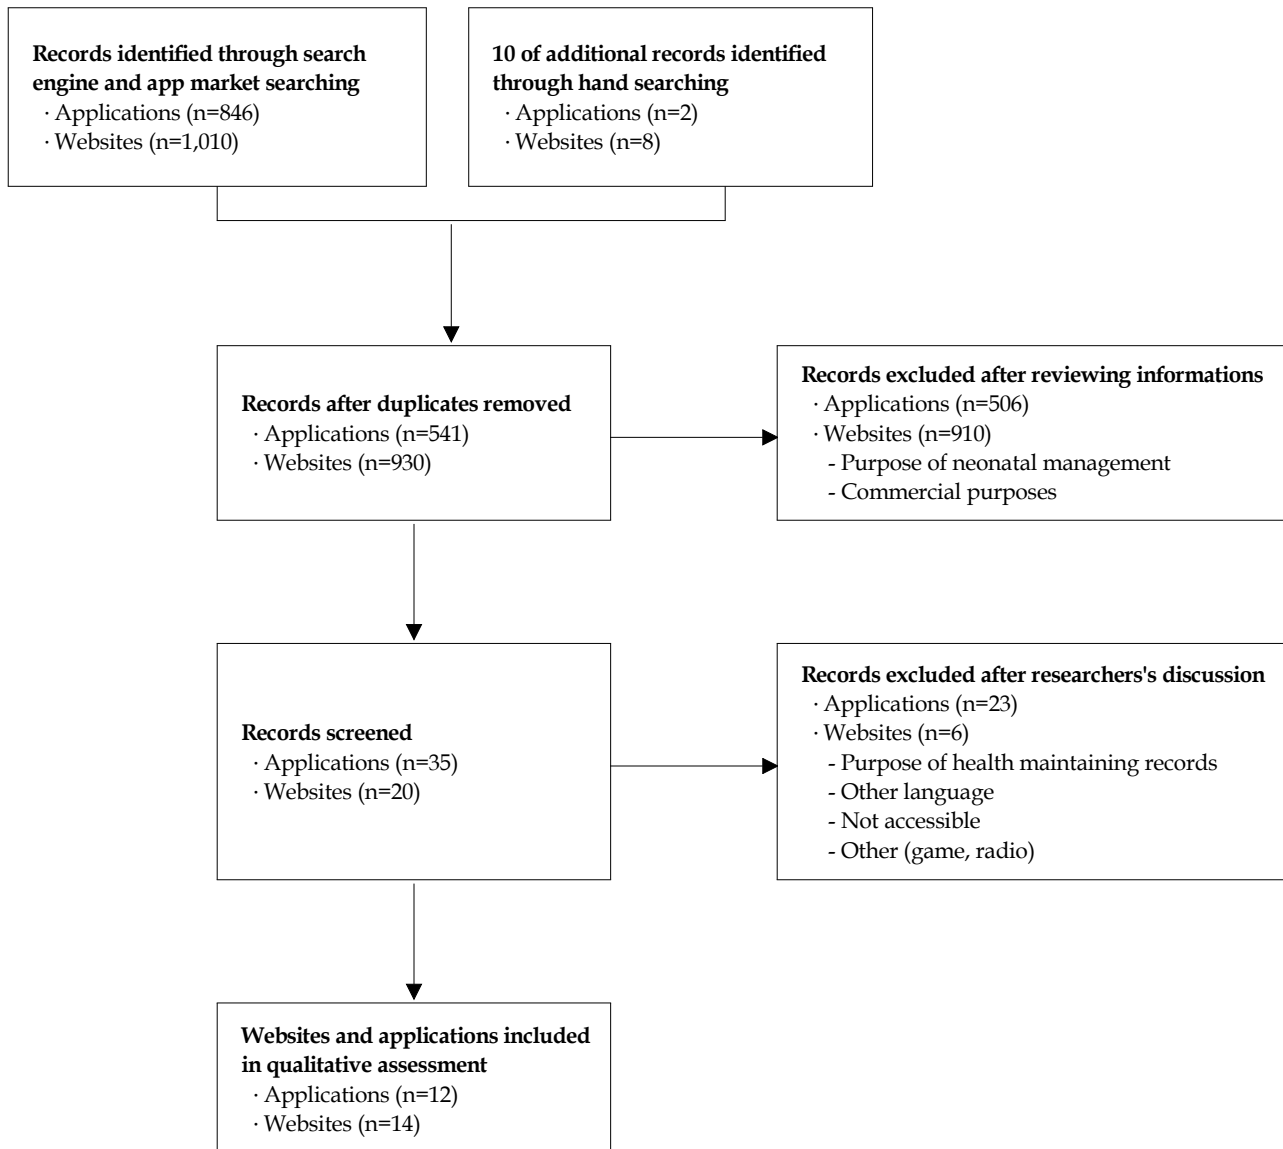 Records identified through search
engine and app market searching
· Applications (n=846)
· Websites (n=1,010)
10 of additional records identified
through hand searching
· Applications (n=2)
· Websites (n=8)
Records after duplicates removed
· Applications (n=541)
· Websites (n=930)
Records excluded after reviewing informations
· Applications (n=506)
· Websites (n=910)
- Purpose of neonatal management
- Commercial purposes
Records screened
· Applications (n=35)
· Websites (n=20)
Records excluded after researchers's discussion
· Applications (n=23)
· Websites (n=6)
- Purpose of health maintaining records
- Other language
- Not accessible
- Other (game, radio)
Websites and applications included
in qualitative assessment
· Applications (n=12)
· Websites (n=14)